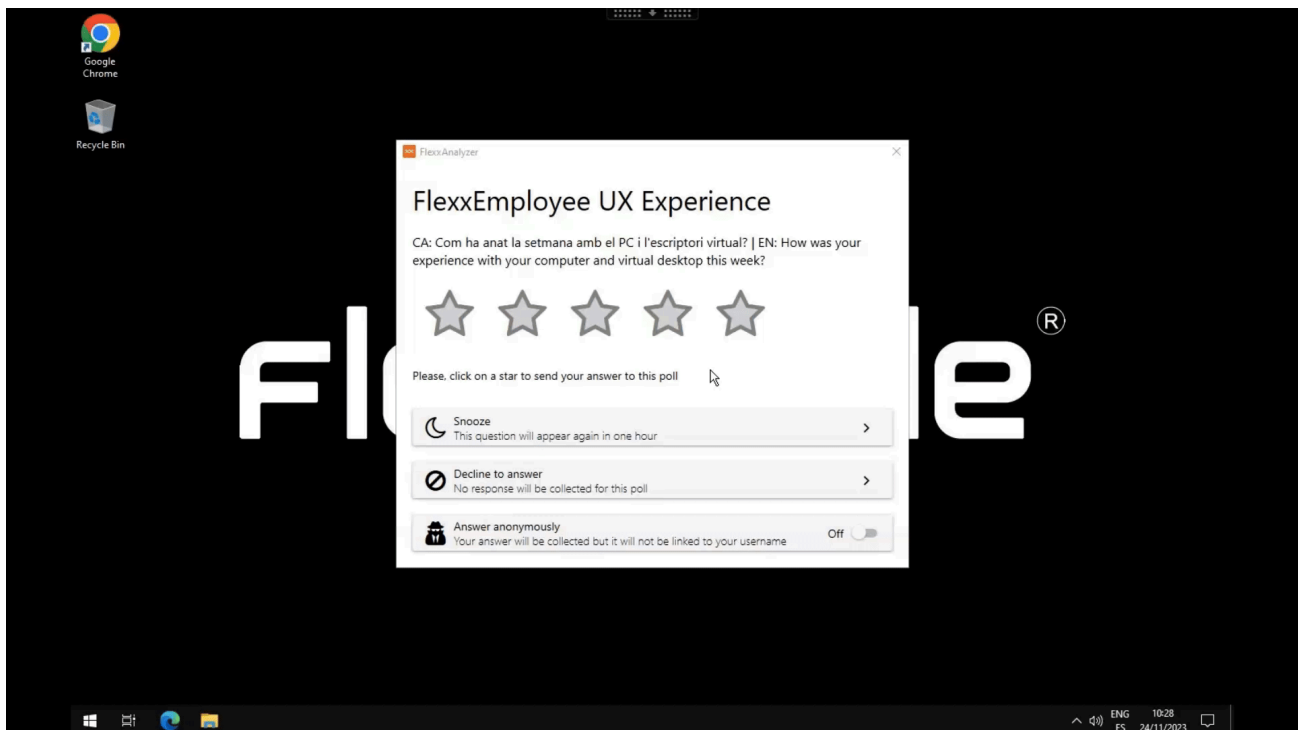 Google
Chrome
Recycle Bin
FlexxAnalyzer
FlexxEmployee UX Experience
CA: Com ha anat la setmana amb el PC i l'escriptori virtual? | EN: How was your
experience with your computer and virtual desktop this week?
Fl
e®
Please, click on a star to send your answer to this poll
Snooze
This question will appear again in one hour
Decline to answer
No response will be collected for this poll
Answer anonymously
Your answer will be collected but it will not be linked to your username
Off
ENG
ES
10:28
24/11/2023